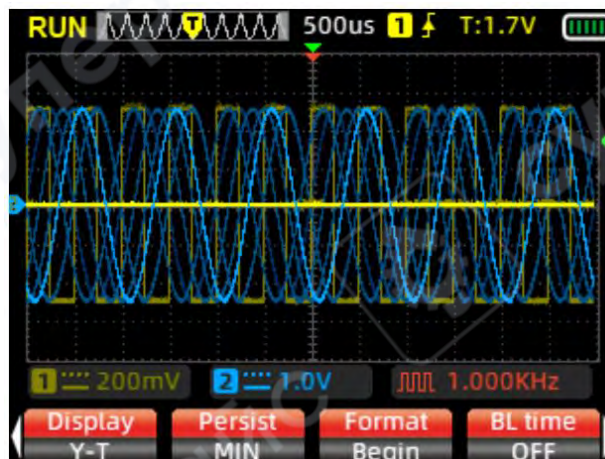 RUN T 500us 1 T:1.7V
1 200mV 2 1.0V 1.000KHz
Display Persist Format BL time
Y-T MIN Begin OFF